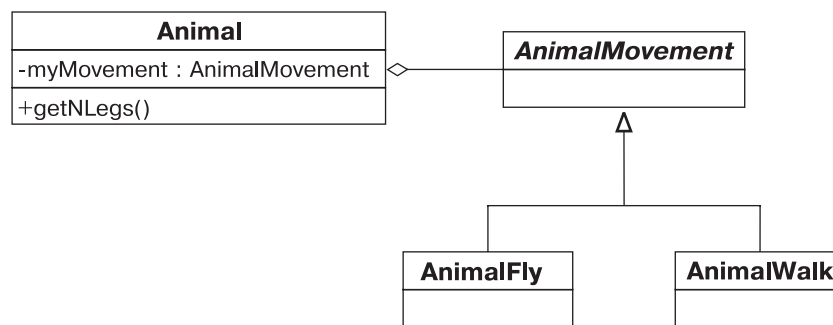 Animal
-myMovement : AnimalMovement
+getNLegs()
AnimalMovement
AnimalFly
AnimalWalk